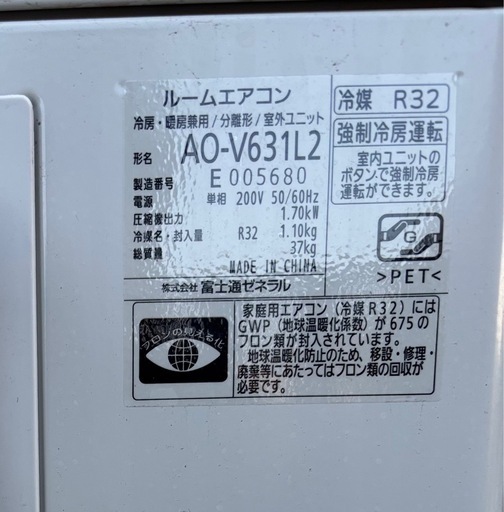 ルームエアコン
冷房・暖房兼用/分離形/室外ユニット
形名 AO-V631L2
製造番号 E 005680
電源 単相 200V 50/60Hz
圧縮機出力 1.70kW
冷媒名・封入量 R32 1.10kg
総質量 37kg
MADE IN CHINA
株式会社 富士通ゼネラル
冷媒 R32
強制冷房運転
室内ユニットの
ボタンで強制冷房
運転ができます。
G
>PET<
フロンの見える化
家庭用エアコン(冷媒R32)には
GWP(地球温暖化係数)が675の
フロン類が封入されています。
・地球温暖化防止のため、移設・修理・
廃棄等にあたってはフロン類の回収が
必要です。